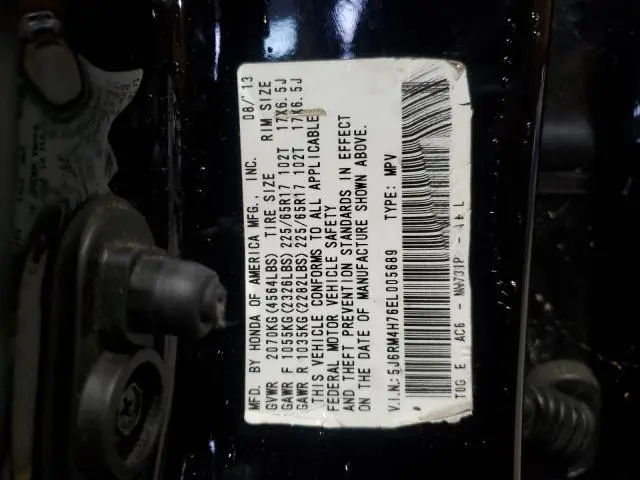 MFD. BY HONDA OF AMERICA MFG., INC. 08/'13
GVWR 2070KG(4564LBS) TIRE SIZE RIM SIZE
GAWR F 1055KG(2326LBS) 225/65R17 102T 17X6.5J
GAWR R 1035KG(2282LBS) 225/65R17 102T 17X6.5J
THIS VEHICLE CONFORMS TO ALL APPLICABLE
FEDERAL MOTOR VEHICLE SAFETY
AND THEFT PREVENTION STANDARDS IN EFFECT
ON THE DATE OF MANUFACTURE SHOWN ABOVE.
V.I.N.:5J6RM4H76EL005689 TYPE: MPV
T0G E AC6 - NH731P -